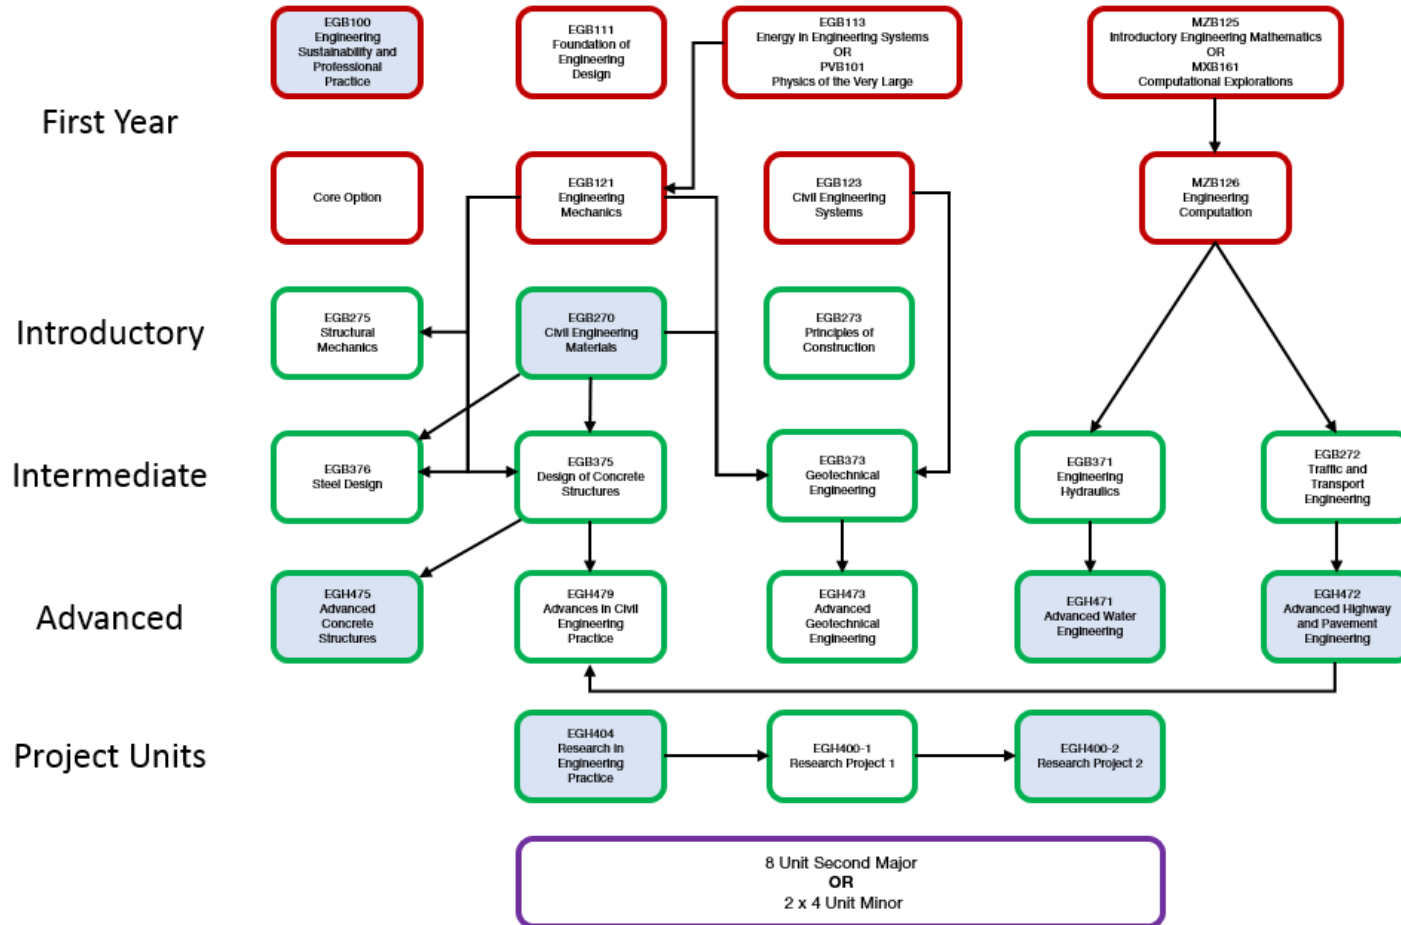 First Year
EGB100
Engineering
Sustainability and
Professional
Practice
EGB111
Foundation of
Engineering
Design
EGB113
Energy in Engineering Systems
OR
PVB101
Physics of the Very Large
MZB125
Introductory Engineering Mathematics
OR
MXB161
Computational Explorations
Core Option
EGB121
Engineering
Mechanics
EGB123
Civil Engineering
Systems
MZB126
Engineering
Computation
Introductory
EGB275
Structural
Mechanics
EGB270
Civil Engineering
Materials
EGB273
Principles of
Construction
Intermediate
EGB376
Steel Design
EGB375
Design of Concrete
Structures
EGB373
Geotechnical
Engineering
EGB371
Engineering
Hydraulics
EGB272
Traffic and
Transport
Engineering
Advanced
EGH475
Advanced
Concrete
Structures
EGH479
Advances in Civil
Engineering
Practice
EGH473
Advanced
Geotechnical
Engineering
EGH471
Advanced Water
Engineering
EGH472
Advanced Highway
and Pavement
Engineering
Project Units
EGH404
Research in
Engineering
Practice
EGH400-1
Research Project 1
EGH400-2
Research Project 2
8 Unit Second Major
OR
2 x 4 Unit Minor